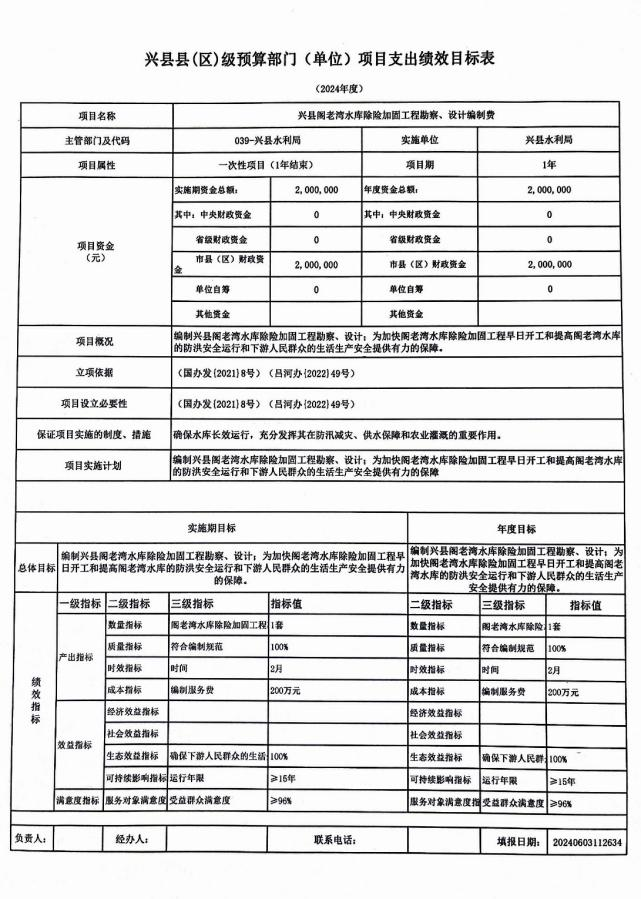 兴县县(区)级预算部门（单位）项目支出绩效目标表
（2024年度）
项目名称 兴县阁老湾水库除险加固工程勘察、设计编制费
主管部门及代码 039-兴县水利局 实施单位 兴县水利局
项目属性 一次性项目（1年结束） 项目期 1年
项目资金
（元）
实施期资金总额： 2,000,000 年度资金总额： 2,000,000
其中：中央财政资金 0 其中：中央财政资金 0
省级财政资金 0 省级财政资金 0
市县（区）财政资
金 2,000,000 市县（区）财政资金 2,000,000
单位自筹 0 单位自筹 0
其他资金 其他资金
项目概况
编制兴县阁老湾水库除险加固工程勘察、设计；为加快阁老湾水库除险加固工程早日开工和提高阁老湾水库
的防洪安全运行和下游人民群众的生活生产安全提供有力的保障。
立项依据 （国办发{2021}8号）（吕河办{2022}49号）
项目设立必要性 （国办发{2021}8号）（吕河办{2022}49号）
保证项目实施的制度、措施 确保水库长效运行，充分发挥其在防汛减灾、供水保障和农业灌溉的重要作用。
项目实施计划
编制兴县阁老湾水库除险加固工程勘察、设计；为加快阁老湾水库除险加固工程早日开工和提高阁老湾水库
的防洪安全运行和下游人民群众的生活生产安全提供有力的保障
实施期目标 年度目标
总体目标
编制兴县阁老湾水库除险加固工程勘察、设计；为加快阁老湾水库除险加固工程早
日开工和提高阁老湾水库的防洪安全运行和下游人民群众的生活生产安全提供有力
的保障。
编制兴县阁老湾水库除险加固工程勘察、设计；为
加快阁老湾水库除险加固工程早日开工和提高阁老
湾水库的防洪安全运行和下游人民群众的生活生产
安全提供有力的保障。
绩效指标
一级指标 二级指标 三级指标 指标值 二级指标 三级指标 指标值
产出指标
数量指标 阁老湾水库除险加固工程 1套 数量指标 阁老湾水库除险 1套
质量指标 符合编制规范 100% 质量指标 符合编制规范 100%
时效指标 时间 2月 时效指标 时间 2月
成本指标 编制服务费 200万元 成本指标 编制服务费 200万元
效益指标
经济效益指标 经济效益指标
社会效益指标 社会效益指标
生态效益指标 确保下游人民群众的生活 100% 生态效益指标 确保下游人民群 100%
可持续影响指标 运行年限 ≥15年 可持续影响指标 运行年限 ≥15年
满意度指标 服务对象满意度 受益群众满意度 ≥96% 服务对象满意度指 受益群众满意度 ≥96%
负责人： 经办人： 联系电话： 填报日期： 20240603112634